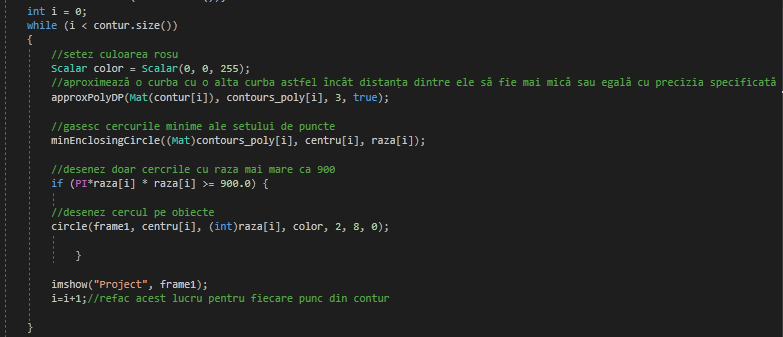 int i = 0;
while (i < contur.size())
{
//setez culoarea rosu
Scalar color = Scalar(0, 0, 255);
//aproximează o curba cu o alta curba astfel încât distanța dintre ele să fie mai mică sau egală cu precizia specificată
approxPolyDP(Mat(contur[i]), contours_poly[i], 3, true);
//gasesc cercurile minime ale setului de puncte
minEnclosingCircle((Mat)contours_poly[i], centru[i], raza[i]);
//desenez doar cercrile cu raza mai mare ca 900
if (PI*raza[i] * raza[i] >= 900.0) {
//desenez cercul pe obiecte
circle(frame1, centru[i], (int)raza[i], color, 2, 8, 0);
}
imshow("Project", frame1);
i=i+1;//refac acest lucru pentru fiecare punc din contur
}